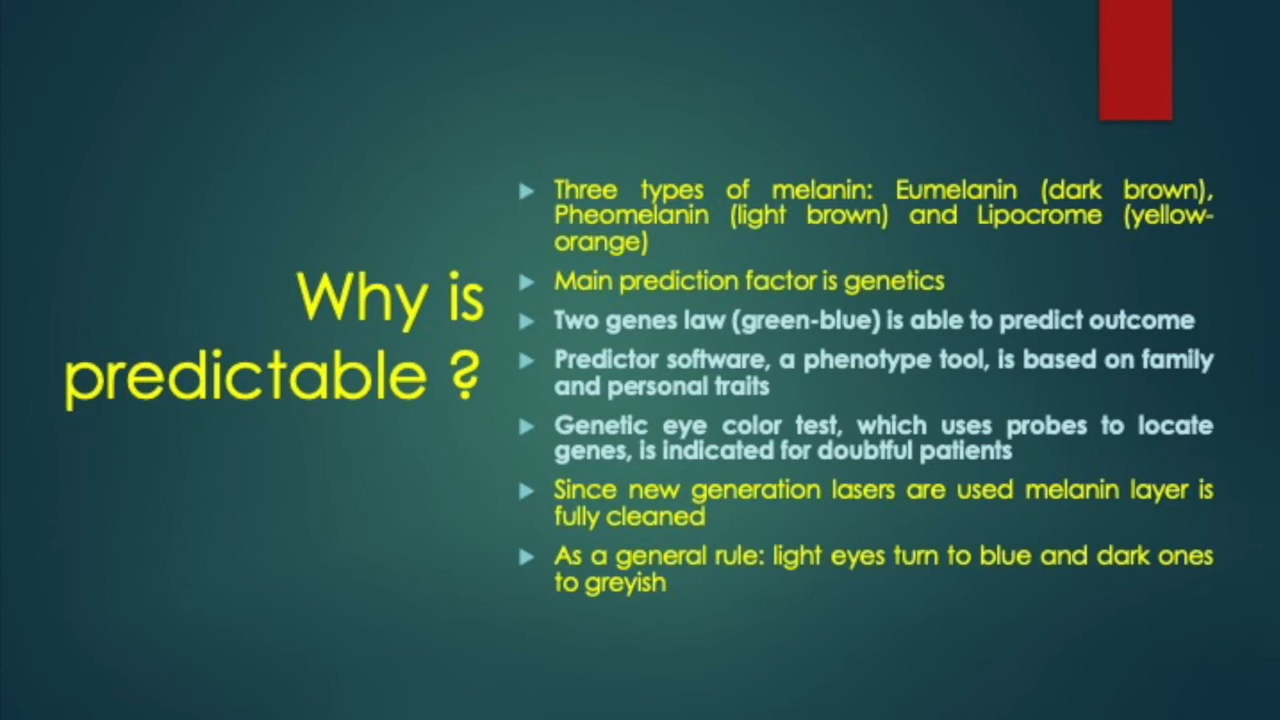 Why is
predictable ?
Three types of melanin: Eumelanin (dark brown),
Pheomelanin (light brown) and Lipocrome (yellow-
orange)
Main prediction factor is genetics
Two genes law (green-blue) is able to predict outcome
Predictor software, a phenotype tool, is based on family
and personal traits
Genetic eye color test, which uses probes to locate
genes, is indicated for doubtful patients
Since new generation lasers are used melanin layer is
fully cleaned
As a general rule: light eyes turn to blue and dark ones
to greyish